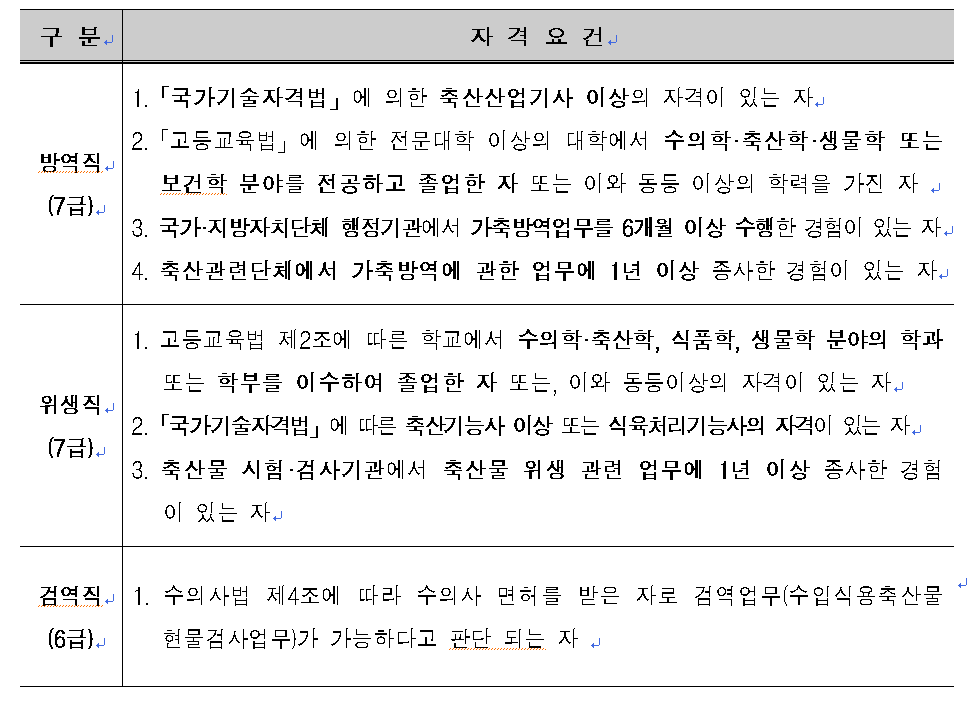 구 분
자 격 요 건
방역직
(7급)
1. 「국가기술자격법」에 의한 축산산업기사 이상의 자격이 있는 자
2. 「고등교육법」에 의한 전문대학 이상의 대학에서 수의학·축산학·생물학 또는
보건학 분야를 전공하고 졸업한 자 또는 이와 동등 이상의 학력을 가진 자
3. 국가·지방자치단체 행정기관에서 가축방역업무를 6개월 이상 수행한 경험이 있는 자
4. 축산관련단체에서 가축방역에 관한 업무에 1년 이상 종사한 경험이 있는 자
위생직
(7급)
1. 고등교육법 제2조에 따른 학교에서 수의학·축산학, 식품학, 생물학 분야의 학과
또는 학부를 이수하여 졸업한 자 또는, 이와 동등이상의 자격이 있는 자
2. 「국가기술자격법」에 따른 축산기능사 이상 또는 식육처리기능사의 자격이 있는 자
3. 축산물 시험·검사기관에서 축산물 위생 관련 업무에 1년 이상 종사한 경험
이 있는 자
검역직
(6급)
1. 수의사법 제4조에 따라 수의사 면허를 받은 자로 검역업무(수입식용축산물
현물검사업무)가 가능하다고 판단 되는 자